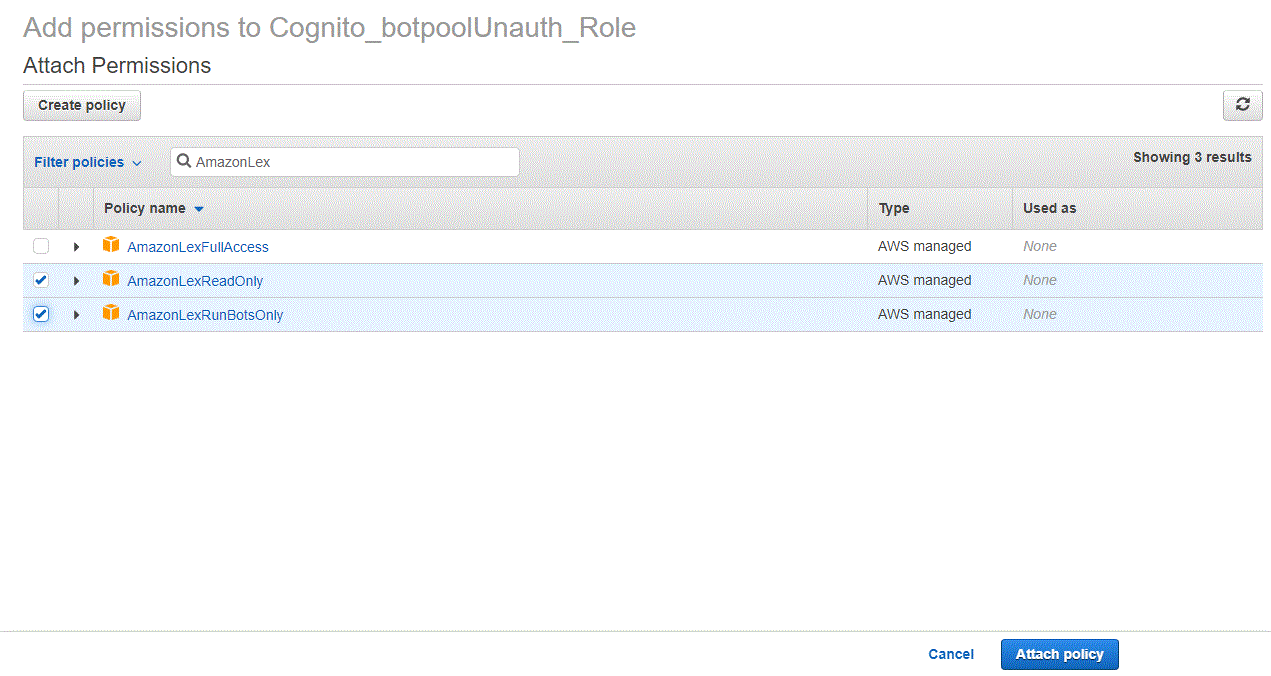 Add permissions to Cognito_botpoolUnauth_Role
Attach Permissions
Create policy
Filter policies AmazonLex Showing 3 results
Policy name Type Used as
AmazonLexFullAccess AWS managed None
AmazonLexReadOnly AWS managed None
AmazonLexRunBotsOnly AWS managed None
Cancel Attach policy